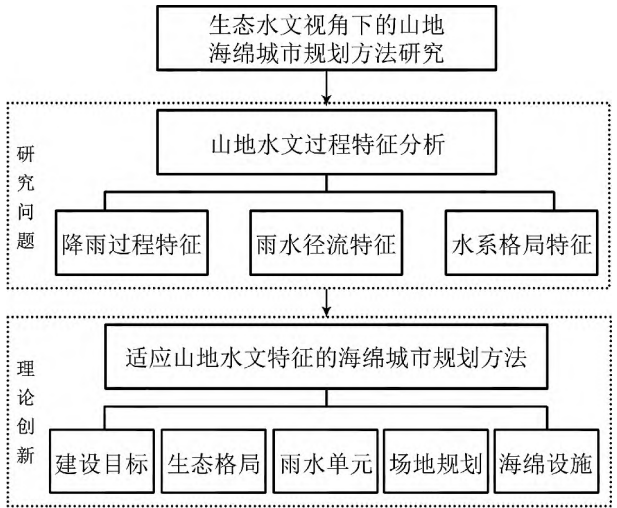 生态水文视角下的山地
海绵城市规划方法研究
研究问题
山地水文过程特征分析
降雨过程特征
雨水径流特征
水系格局特征
理论创新
适应山地水文特征的海绵城市规划方法
建设目标
生态格局
雨水单元
场地规划
海绵设施